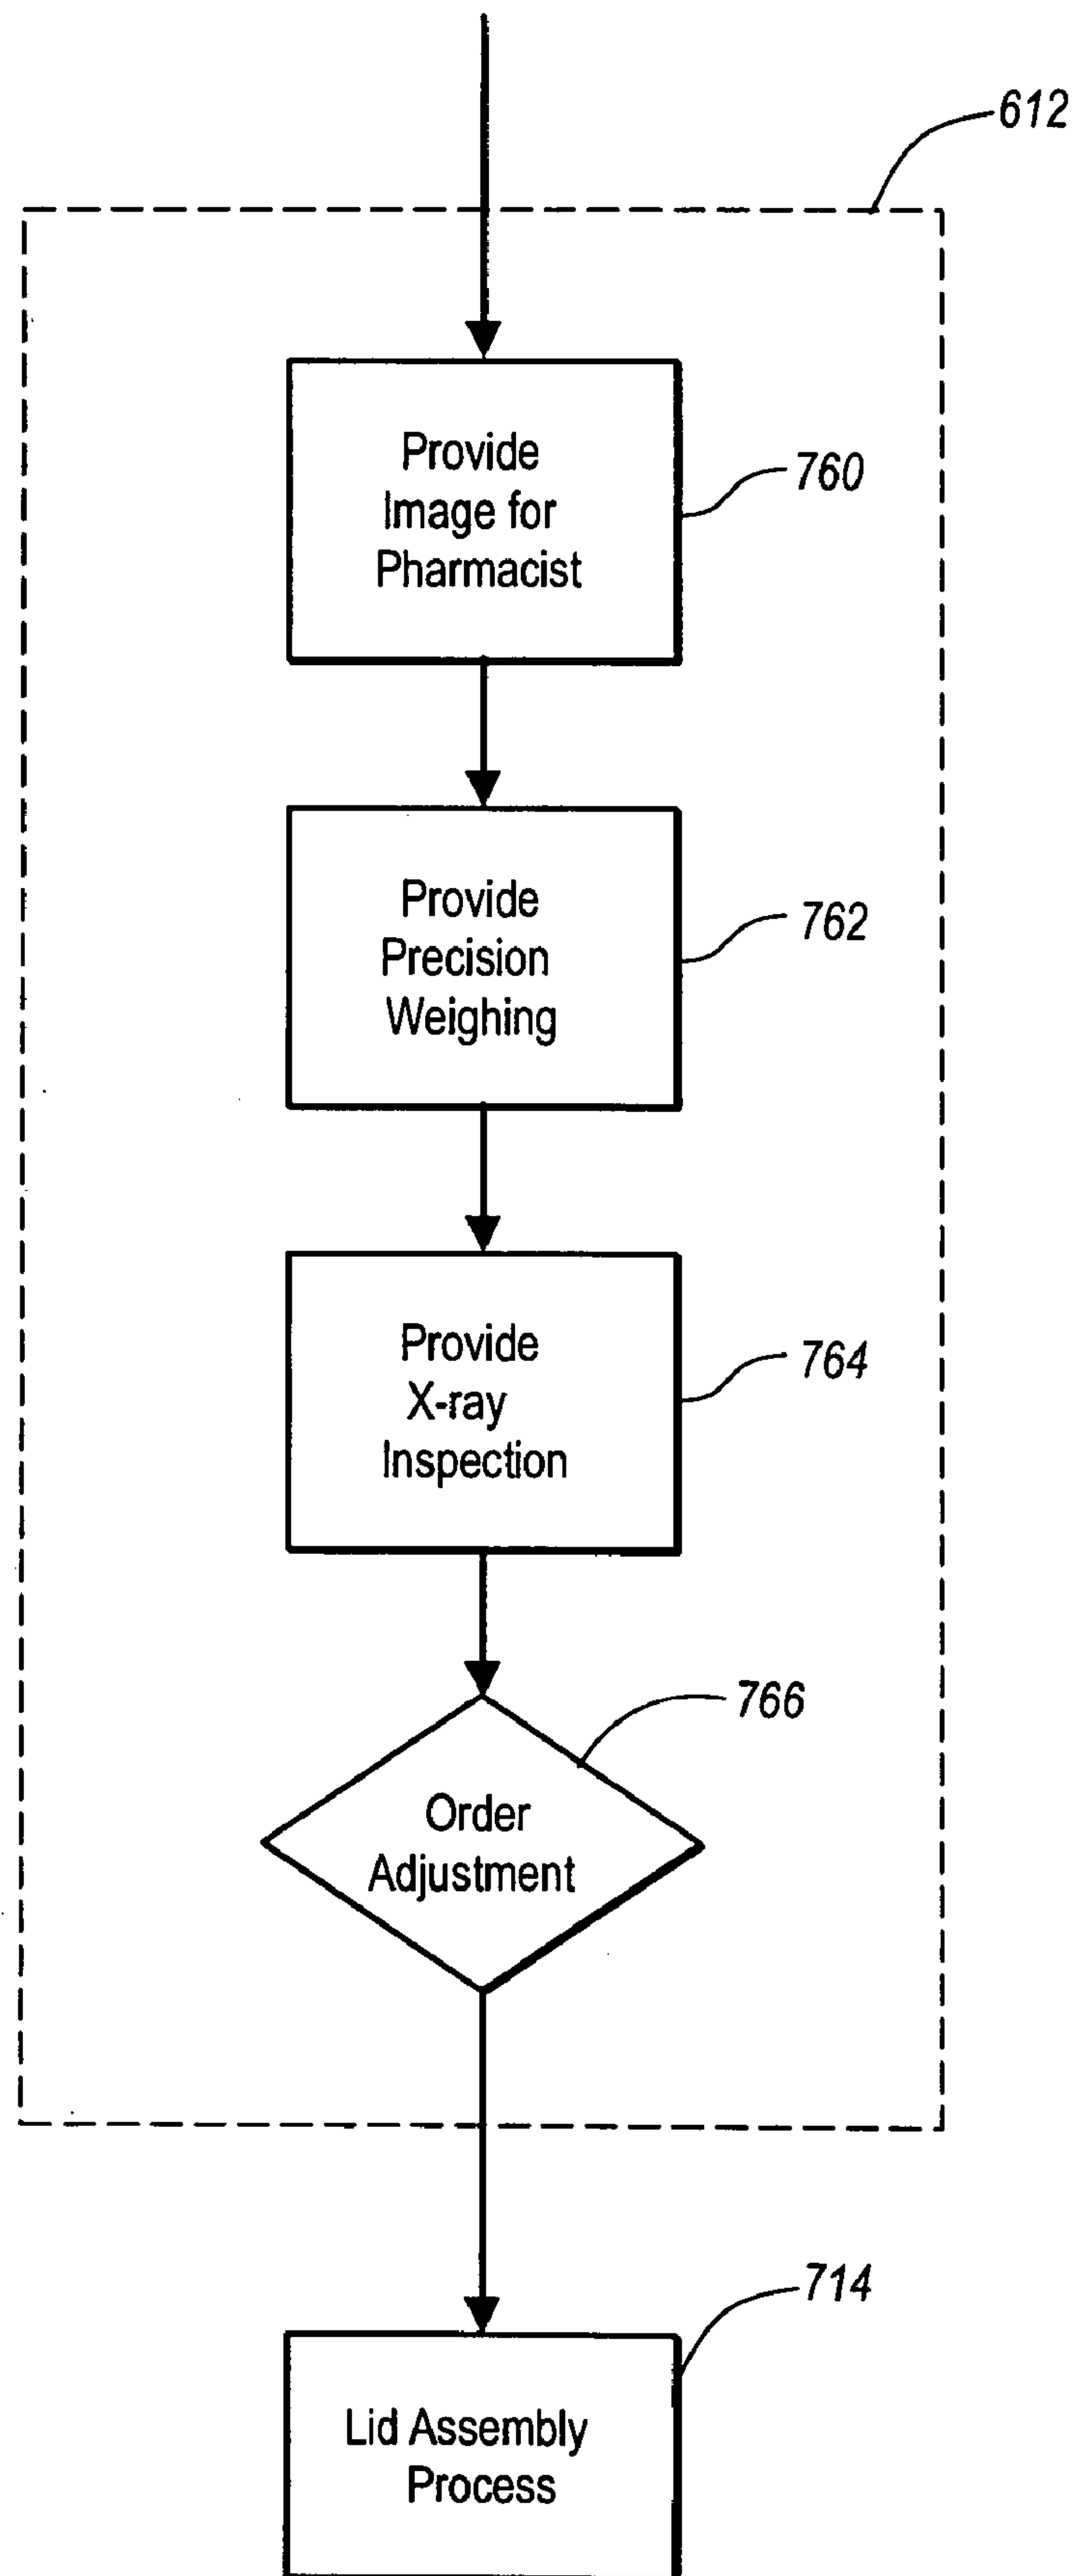 612
Provide
Image for
Pharmacist
760
Provide
Precision
Weighing
762
Provide
X-ray
Inspection
764
766
Order
Adjustment
714
Lid Assembly
Process